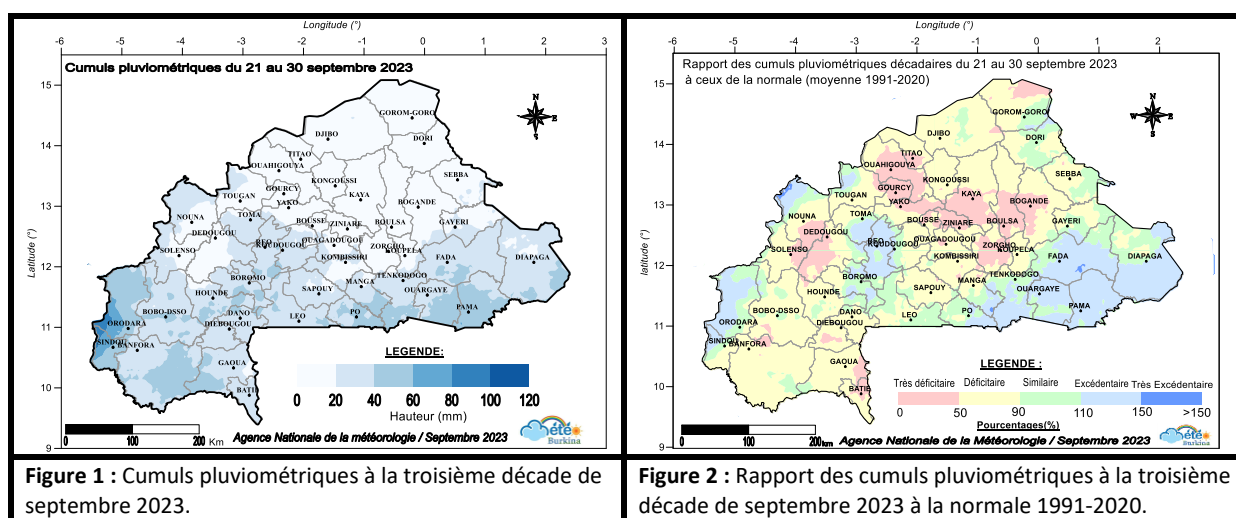 Longitude (°)
-6 -5 -4 -3 -2 -1 0 1 2 3
Cumuls pluviométriques du 21 au 30 septembre 2023
15
14
13
12
11
10
9
Latitude (°)
N
E
S
GOROM-GORO
DJIBO
DORI
TITAO
OUAHIGOUYA
SEBBA
KONGOUSSI
GOURCY
KAYA
TOUGAN
YAKO
BOGANDE
NOUNA
TOMA
BOUSSE
ZINIARE
BOULSA
GAYERI
DEDOUGOU
REO
KOUDOUGOU
OUAGADOUGOU
ZORGHO
KOUPELA
SOLENSO
KOMBISSIRI
FADA
DIAPAGA
BOROMO
TENKODOGO
HOUNDE
SAPOUY
MANGA
OUARGAYE
BOBO-DSSO
DANO
LEO
PO
PAMA
ORODARA
DIEBOUGOU
SINDOU
BANFORA
GAOUA
BATIE
LEGENDE:
0 20 40 60 80 100 120
Hauteur (mm)
0 100 200 Km
Agence Nationale de la météorologie / Septembre 2023
Météo
Burkina
Figure 1 : Cumuls pluviométriques à la troisième décade de
septembre 2023.
Longitude (°)
-6 -5 -4 -3 -2 -1 0 1 2
Rapport des cumuls pluviométriques décadaires du 21 au 30 septembre 2023
à ceux de la normale (moyenne 1991-2020)
15
14
13
12
11
10
9
Latitude (°)
N
W E
S
GOROM-GORO
DJIBO
DORI
TITAO
OUAHIGOUYA
SEBBA
KONGOUSSI
GOURCY
KAYA
TOUGAN
YAKO
BOGANDE
NOUNA
TOMA
BOUSSE
ZINIARE
BOULSA
GAYERI
DEDOUGOU
REO
KOUDOUGOU
OUAGADOUGOU
ZORGHO
KOUPELA
SOLENSO
KOMBISSIRI
FADA
DIAPAGA
BOROMO
TENKODOGO
HOUNDE
SAPOUY
MANGA
OUARGAYE
BOBO-DSSO
DANO
LEO
PO
PAMA
ORODARA
DIEBOUGOU
SINDOU
BANFORA
GAOUA
BATIE
LEGENDE :
Très déficitaire Déficitaire Similaire Excédentaire Très Excédentaire
0 50 90 110 150 >150
Pourcentages(%)
0 100 200km
Agence Nationale de la Météorologie / Septembre 2023
Météo
Burkina
Figure 2 : Rapport des cumuls pluviométriques à la troisième
décade de septembre 2023 à la normale 1991-2020.